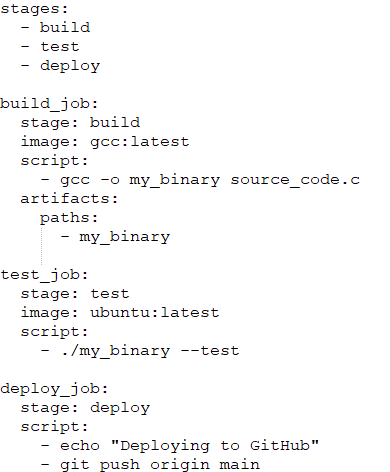 stages:
  - build
  - test
  - deploy

build_job:
  stage: build
  image: gcc:latest
  script:
    - gcc -o my_binary source_code.c
  artifacts:
    paths:
      - my_binary

test_job:
  stage: test
  image: ubuntu:latest
  script:
    - ./my_binary --test

deploy_job:
  stage: deploy
  script:
    - echo "Deploying to GitHub"
    - git push origin main